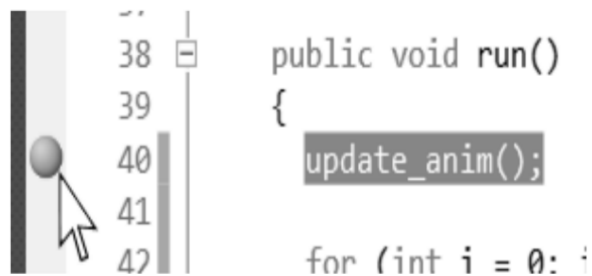 38 public void run()
39 {
40 update_anim();
41
42 for (int i = 0;